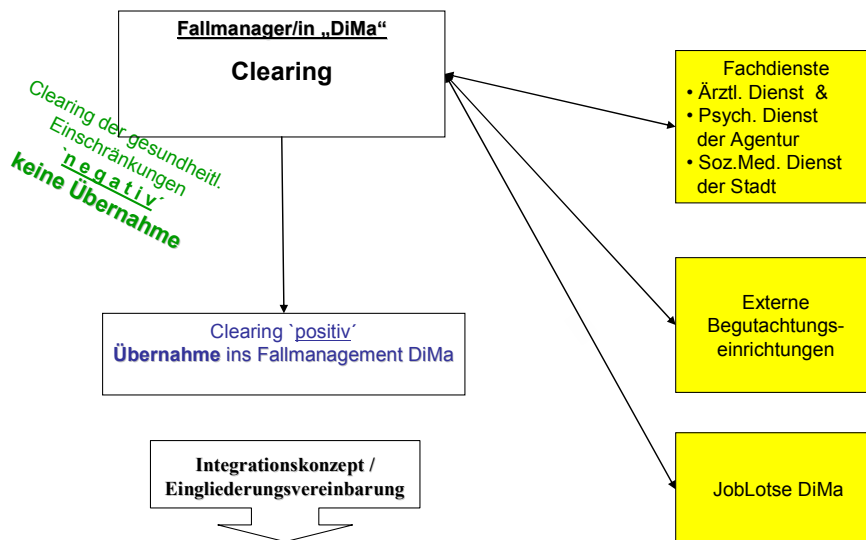 Fallmanager/in „DiMa“
Clearing
Clearing der gesundheitl.
Einschränkungen
`n e g a t i v´
keine Übernahme
Fachdienste
• Ärztl. Dienst &
• Psych. Dienst
der Agentur
• Soz.Med. Dienst
der Stadt
Externe
Begutachtungs-
einrichtungen
Clearing `positiv´
Übernahme ins Fallmanagement DiMa
Integrationskonzept /
Eingliederungsvereinbarung
JobLotse DiMa